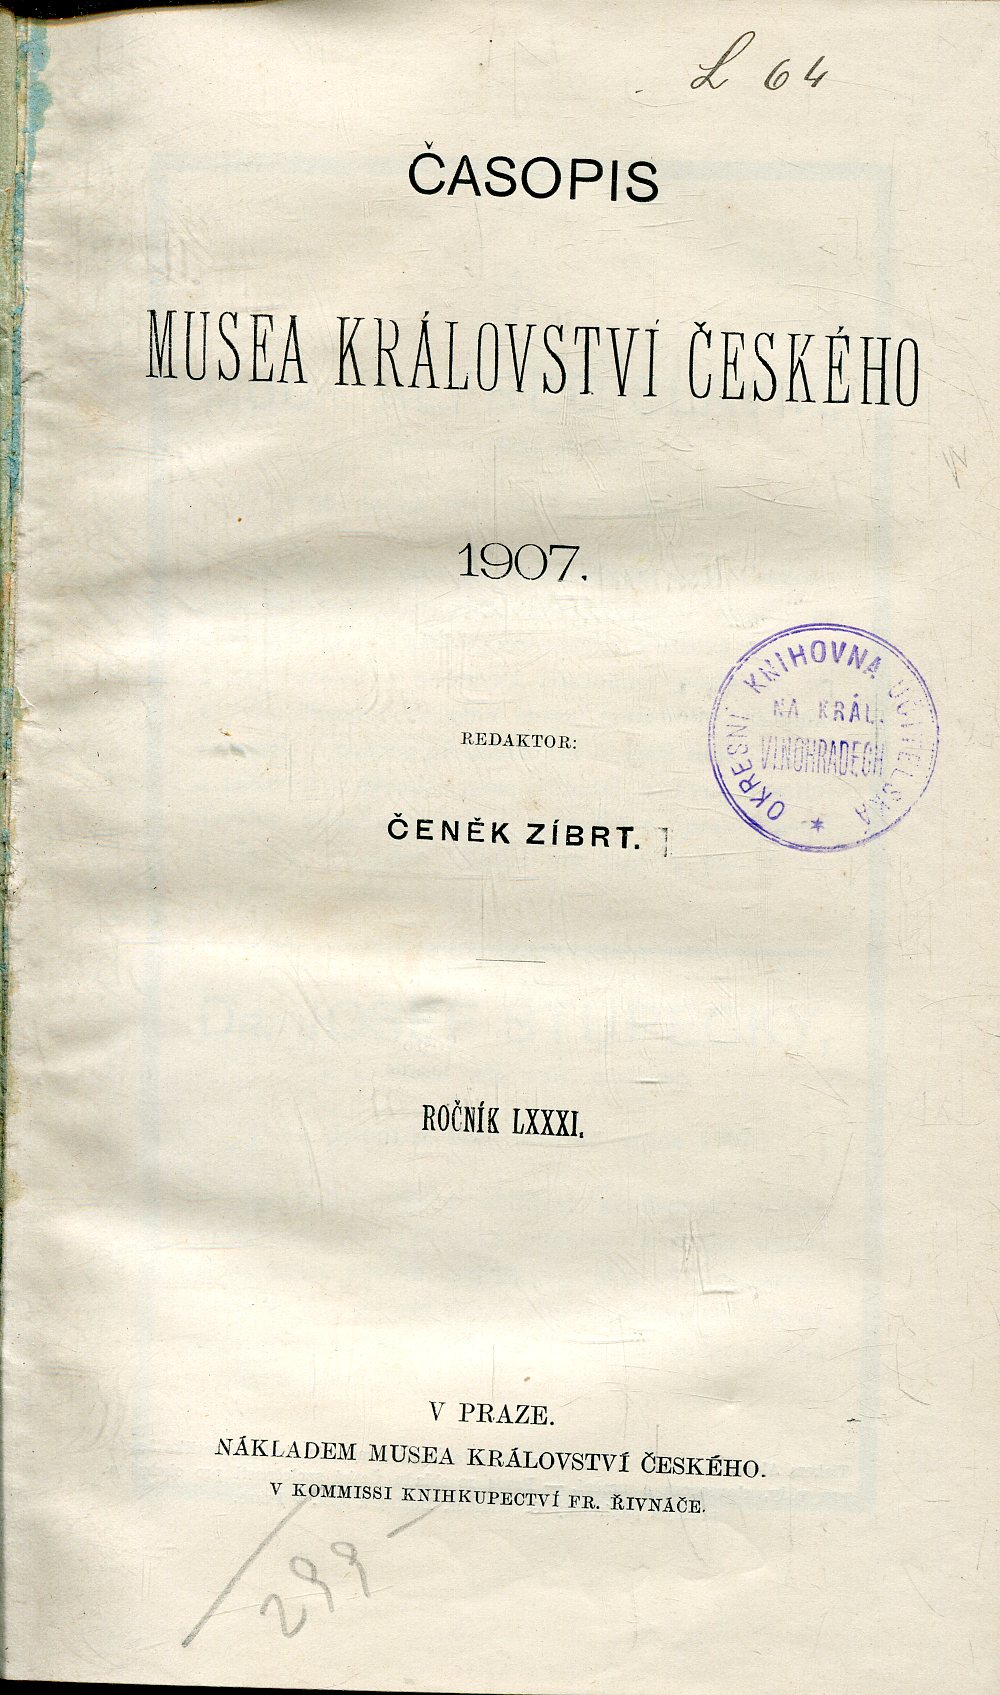 L 64
ČASOPIS
MUSEA KRÁLOVSTVÍ ČESKÉHO
1907.
OKRESNÍ KNIHOVNA UČITELSKÁ
NA KRÁL.
VINOHRADECH
*
REDAKTOR:
ČENĚK ZÍBRT.
ROČNÍK LXXXI.
V PRAZE.
NÁKLADEM MUSEA KRÁLOVSTVÍ ČESKÉHO.
V KOMMISSI KNIHKUPECTVÍ FR. ŘIVNÁČE.
299